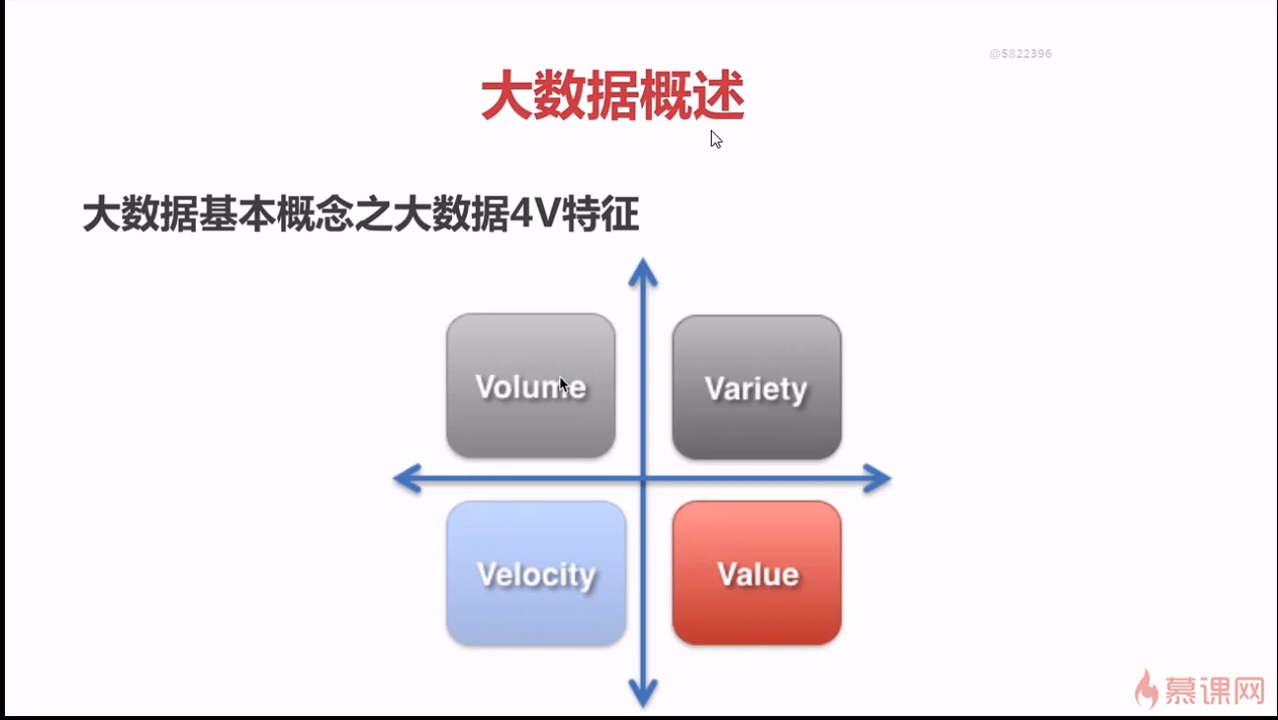 @5822396
大数据概述
大数据基本概念之大数据4V特征
Volume
Variety
Velocity
Value
慕课网